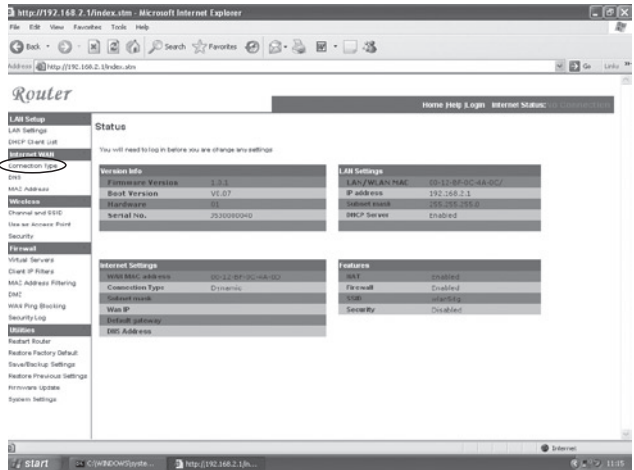 http://192.168.2.1/index.stm - Microsoft Internet Explorer
File Edit View Favorites Tools Help
Back Search Favorites
Address http://192.168.2.1/index.stm Go Links
Router
Home |Help |Login Internet Status: No Connection
LAN Setup
LAN Settings
DHCP Client List
Internet WAN
Connection Type
DNS
MAC Address
Wireless
Channel and SSID
Use as Access Point
Security
Firewall
Virtual Servers
Client IP Filters
MAC Address Filtering
DMZ
WAN Ping Blocking
Security Log
Utilities
Restart Router
Restore Factory Default
Save/Backup Settings
Restore Previous Settings
Firmware Update
System Settings
Status
You will need to log in before you are change any settings
Version Info
Firmware Version 1.0.1
Boot Version V1.07
Hardware 01
Serial No.
LAN Settings
LAN/WLAN MAC
IP address 192.168.2.1
Subnet mask 255.255.255.0
DHCP Server Enabled
Internet Settings
WAN MAC address
Connection Type Dynamic
Subnet mask
Wan IP
Default gateway
DNS Address
Features
NAT Enabled
Firewall Enabled
SSID
Security Disabled
Internet
start C:\WINDOWS\syste... http://192.168.2.1/in... 11:15